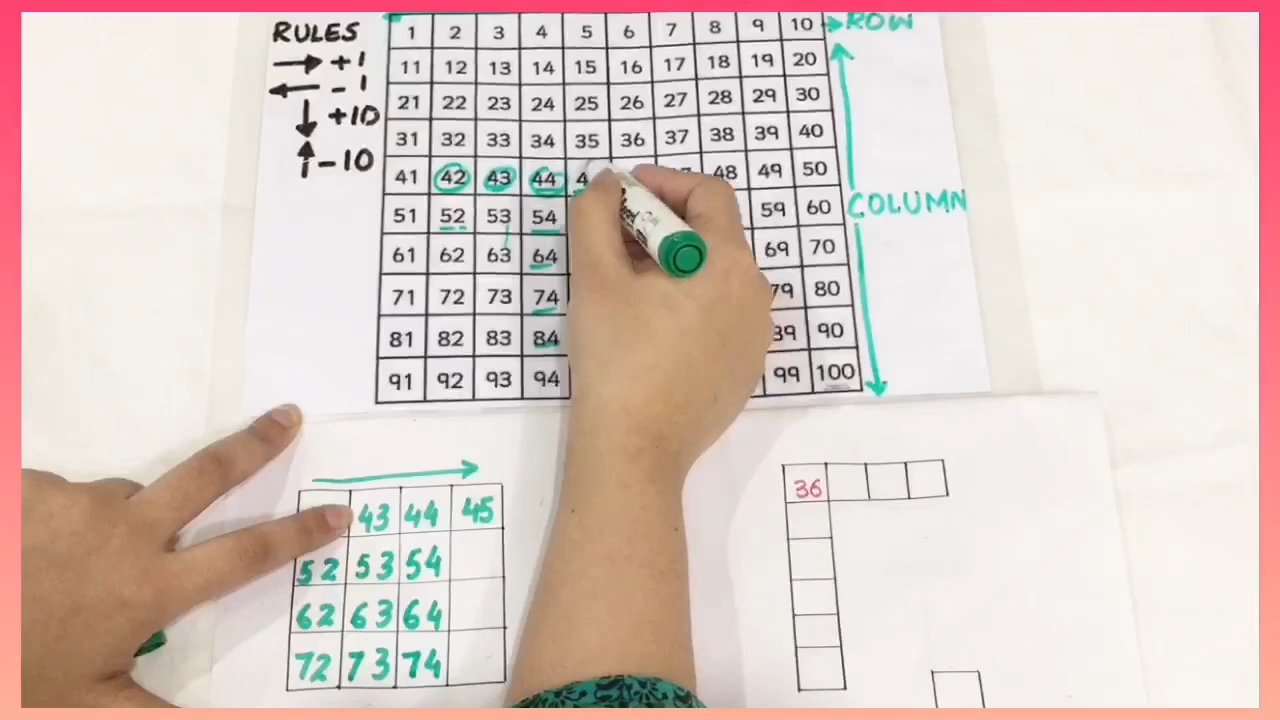 RULES
→ +1
← -1
↓ +10
↑ -10
1 2 3 4 5 6 7 8 9 10 → ROW
11 12 13 14 15 16 17 18 19 20
21 22 23 24 25 26 27 28 29 30
31 32 33 34 35 36 37 38 39 40
41 42 43 44 48 49 50
51 52 53 54 59 60
COLUMN
61 62 63 64 69 70
71 72 73 74 79 80
81 82 83 84 90
91 92 93 94 99 100
43 44 45
52 53 54
62 63 64
72 73 74
36